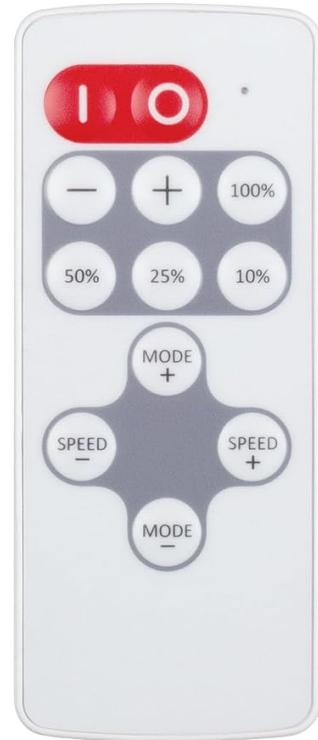 I O
− + 100%
50% 25% 10%
MODE
+
SPEED
−
SPEED
+
MODE
−